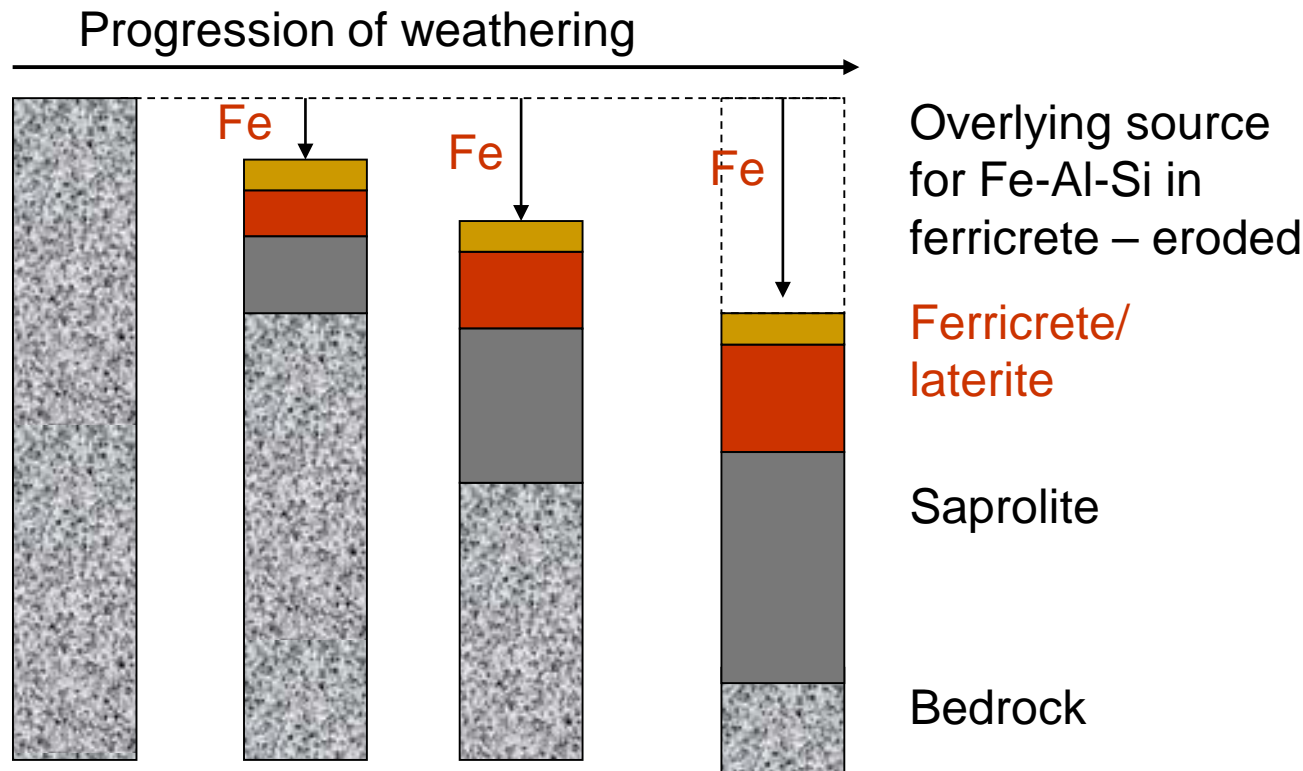 Progression of weathering
Fe
Fe
Fe
Overlying source
for Fe-Al-Si in
ferricrete – eroded
Ferricrete/
laterite
Saprolite
Bedrock